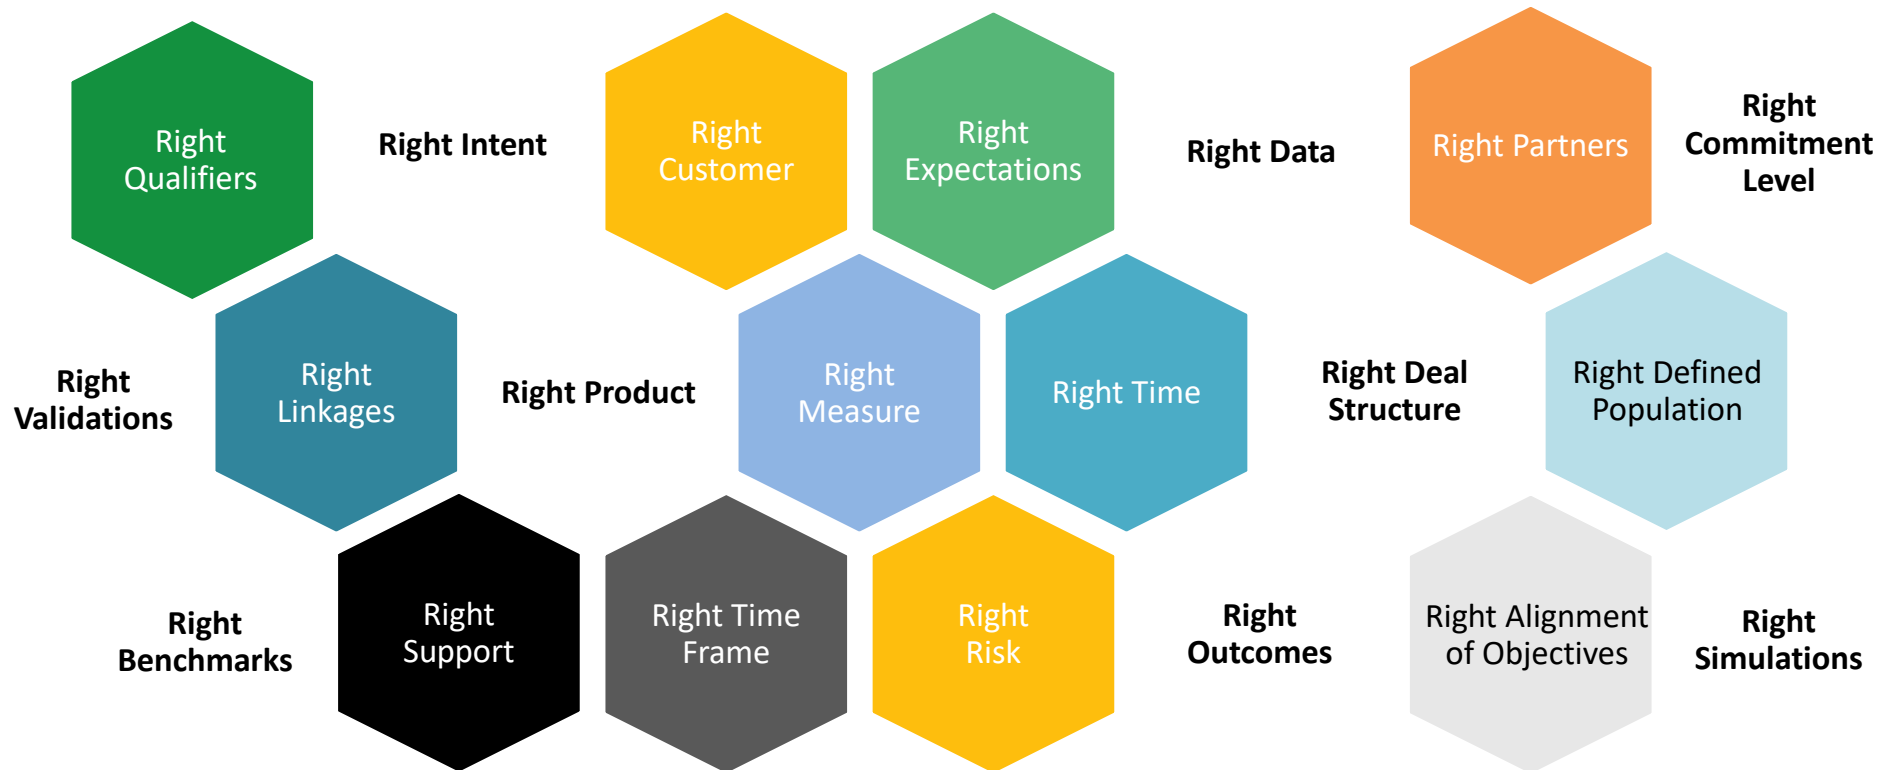 Right
Qualifiers
Right Intent
Right
Customer
Right
Expectations
Right Data
Right Partners
Right
Commitment
Level
Right
Validations
Right
Linkages
Right Product
Right
Measure
Right Time
Right Deal
Structure
Right Defined
Population
Right
Benchmarks
Right
Support
Right Time
Frame
Right
Risk
Right
Outcomes
Right Alignment
of Objectives
Right
Simulations